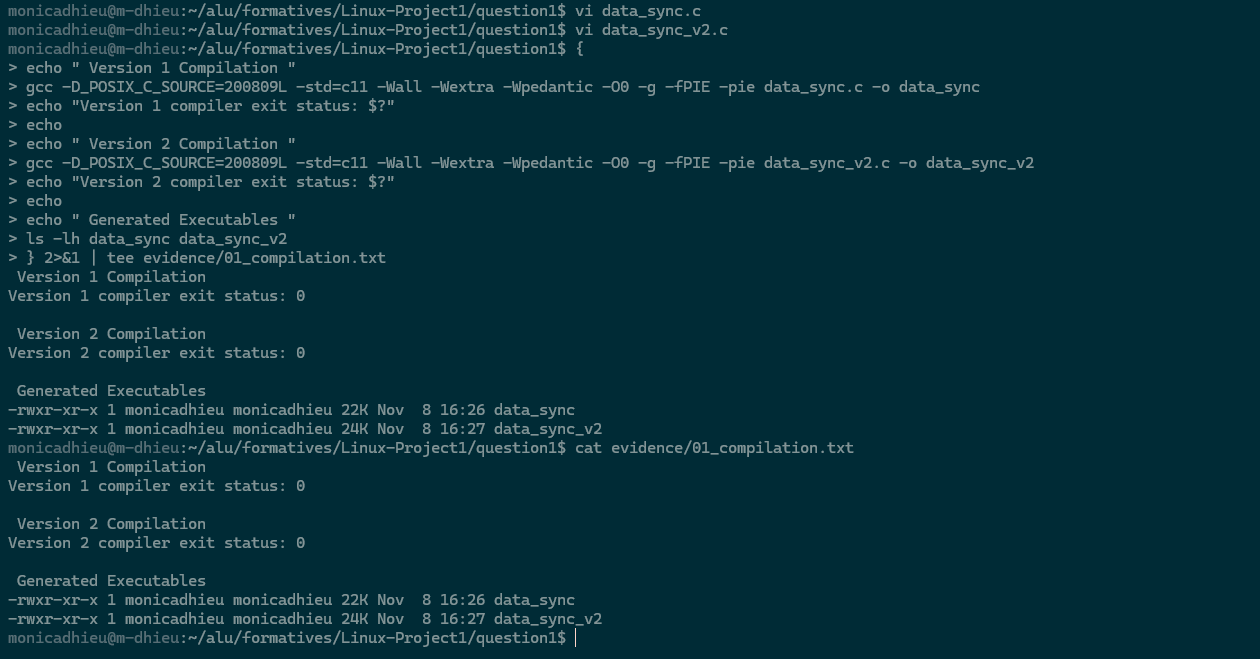 monicadhieu@m-dhieu:~/alu/formatives/Linux-Project1/question1$ vi data_sync.c
monicadhieu@m-dhieu:~/alu/formatives/Linux-Project1/question1$ vi data_sync_v2.c
monicadhieu@m-dhieu:~/alu/formatives/Linux-Project1/question1$ {
> echo " Version 1 Compilation "
> gcc -D_POSIX_C_SOURCE=200809L -std=c11 -Wall -Wextra -Wpedantic -O0 -g -fPIE -pie data_sync.c -o data_sync
> echo "Version 1 compiler exit status: $?"
> echo
> echo " Version 2 Compilation "
> gcc -D_POSIX_C_SOURCE=200809L -std=c11 -Wall -Wextra -Wpedantic -O0 -g -fPIE -pie data_sync_v2.c -o data_sync_v2
> echo "Version 2 compiler exit status: $?"
> echo
> echo " Generated Executables "
> ls -lh data_sync data_sync_v2
> } 2>&1 | tee evidence/01_compilation.txt
 Version 1 Compilation
Version 1 compiler exit status: 0

 Version 2 Compilation
Version 2 compiler exit status: 0

 Generated Executables
-rwxr-xr-x 1 monicadhieu monicadhieu 22K Nov  8 16:26 data_sync
-rwxr-xr-x 1 monicadhieu monicadhieu 24K Nov  8 16:27 data_sync_v2
monicadhieu@m-dhieu:~/alu/formatives/Linux-Project1/question1$ cat evidence/01_compilation.txt
 Version 1 Compilation
Version 1 compiler exit status: 0

 Version 2 Compilation
Version 2 compiler exit status: 0

 Generated Executables
-rwxr-xr-x 1 monicadhieu monicadhieu 22K Nov  8 16:26 data_sync
-rwxr-xr-x 1 monicadhieu monicadhieu 24K Nov  8 16:27 data_sync_v2
monicadhieu@m-dhieu:~/alu/formatives/Linux-Project1/question1$